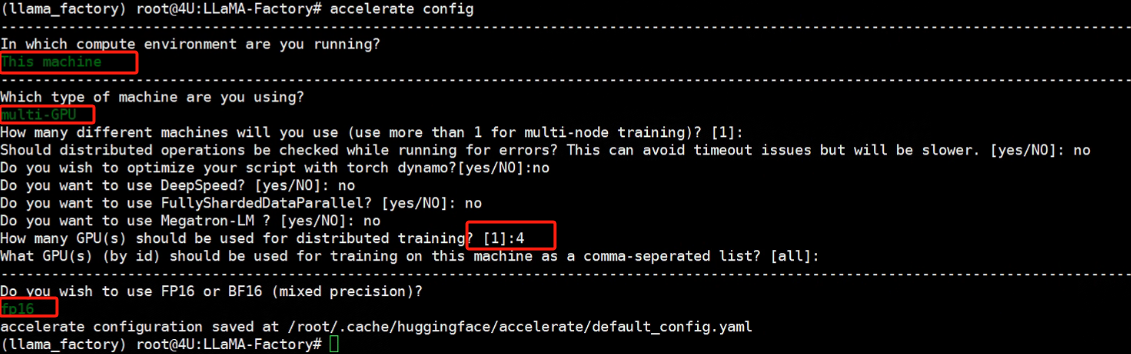 (llama_factory) root@4U:LLaMA-Factory# accelerate config
--------------------------------------------------------------------------------
In which compute environment are you running?
This machine
--------------------------------------------------------------------------------
Which type of machine are you using?
multi-GPU
How many different machines will you use (use more than 1 for multi-node training)? [1]:
Should distributed operations be checked while running for errors? This can avoid timeout issues but will be slower. [yes/NO]: no
Do you wish to optimize your script with torch dynamo?[yes/NO]:no
Do you want to use DeepSpeed? [yes/NO]: no
Do you want to use FullyShardedDataParallel? [yes/NO]: no
Do you want to use Megatron-LM ? [yes/NO]: no
How many GPU(s) should be used for distributed training? [1]:4
What GPU(s) (by id) should be used for training on this machine as a comma-seperated list? [all]:
--------------------------------------------------------------------------------
Do you wish to use FP16 or BF16 (mixed precision)?
fp16
accelerate configuration saved at /root/.cache/huggingface/accelerate/default_config.yaml
(llama_factory) root@4U:LLaMA-Factory#